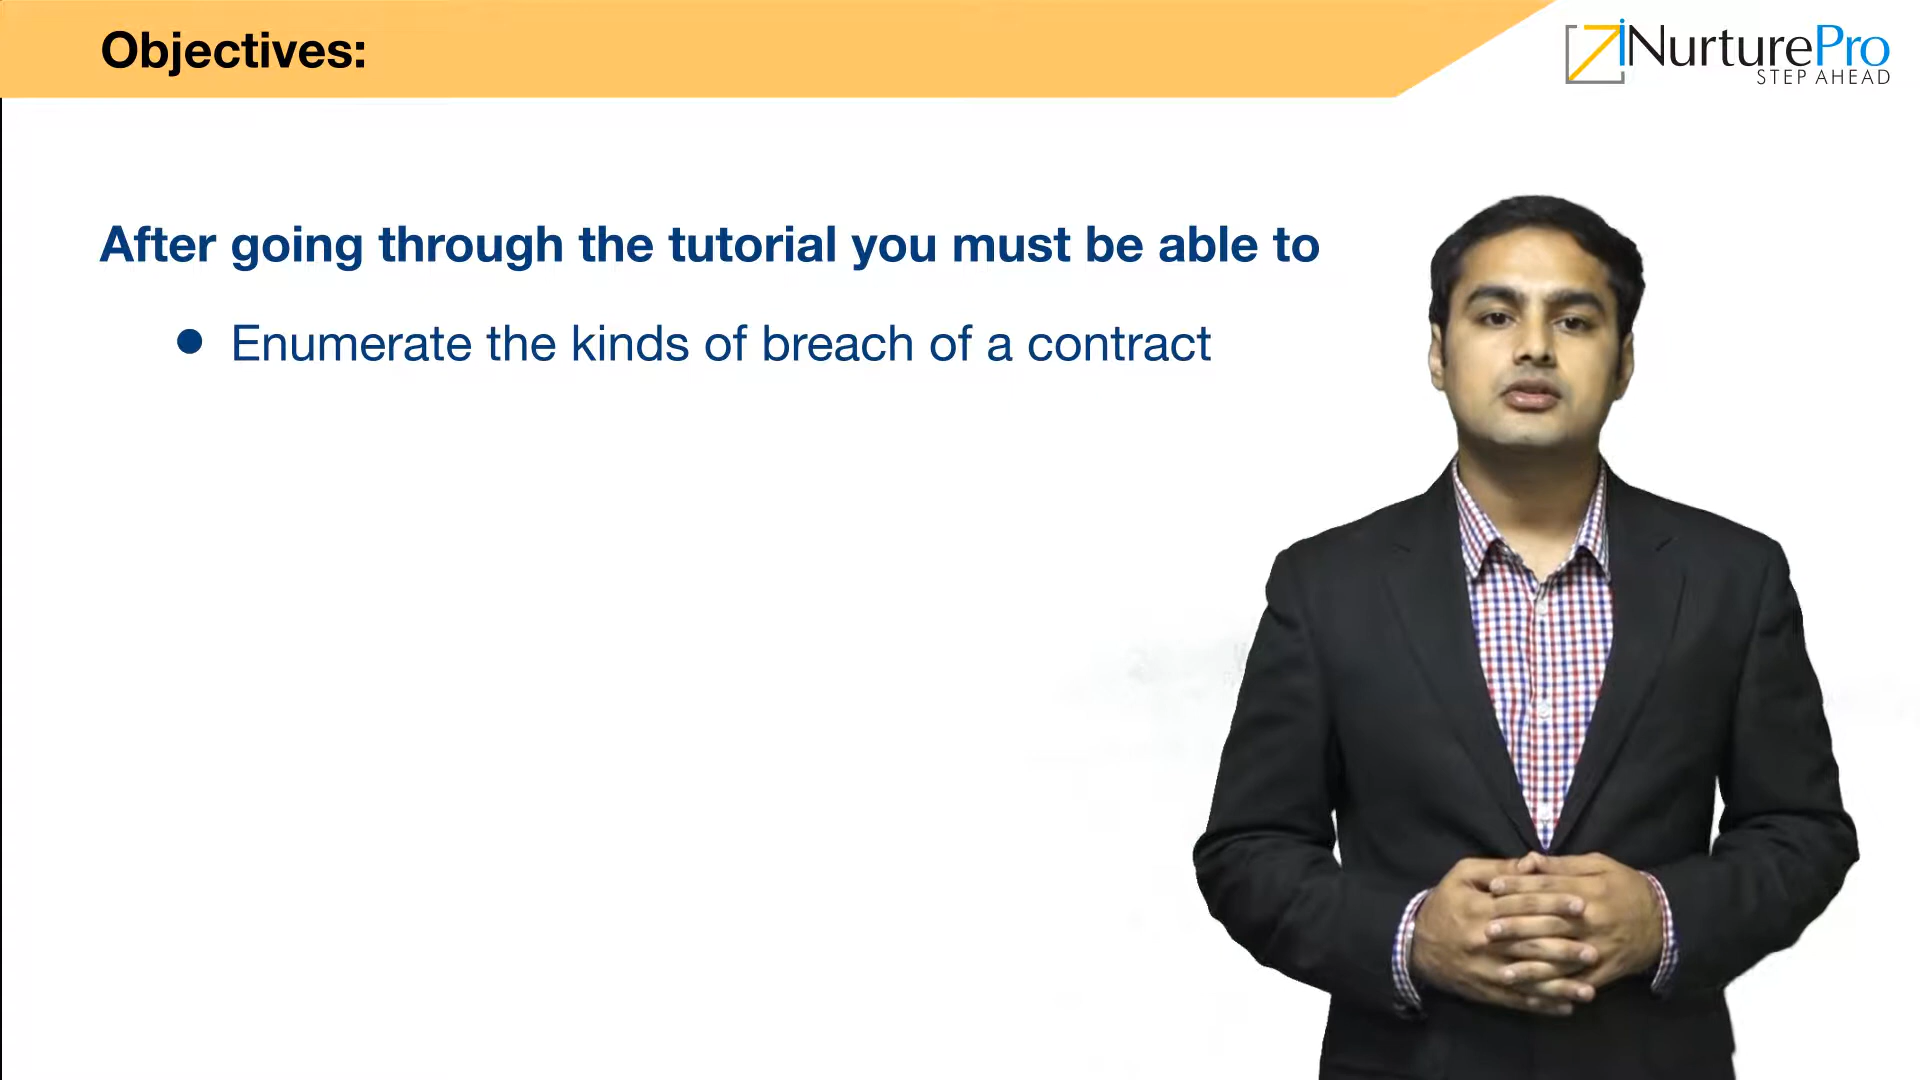 Objectives:
iNurturePro
STEP AHEAD
After going through the tutorial you must be able to
● Enumerate the kinds of breach of a contract